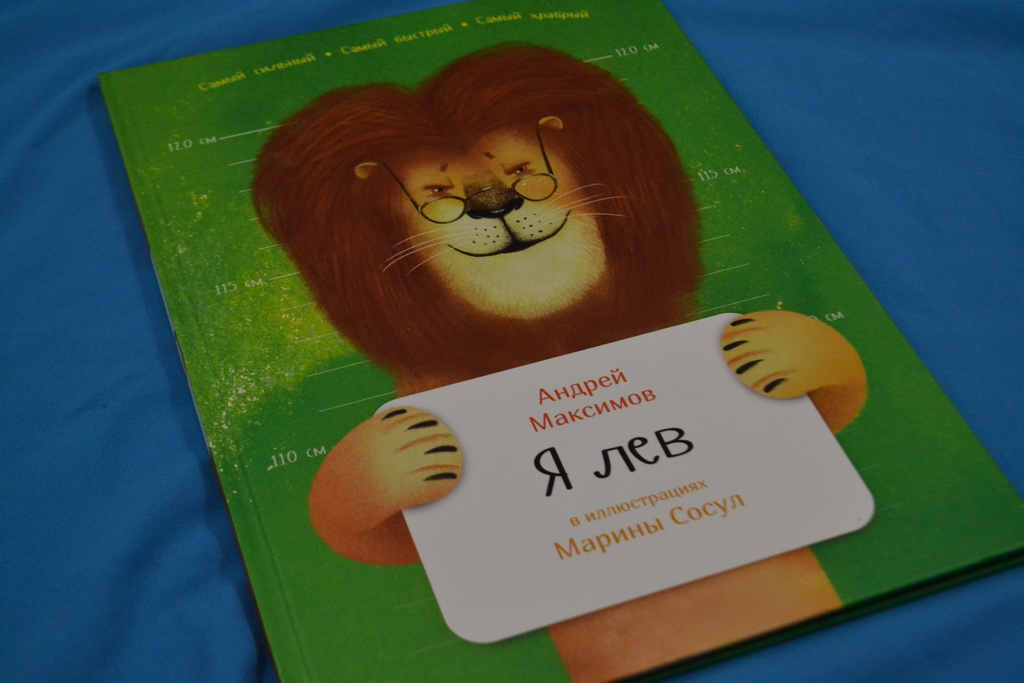 Самый сильный • Самый быстрый • Самый храбрый
120 см
120 см
115 см
115 см
110 см
см
Андрей
Максимов
Я лев
в иллюстрациях
Марины Сосул